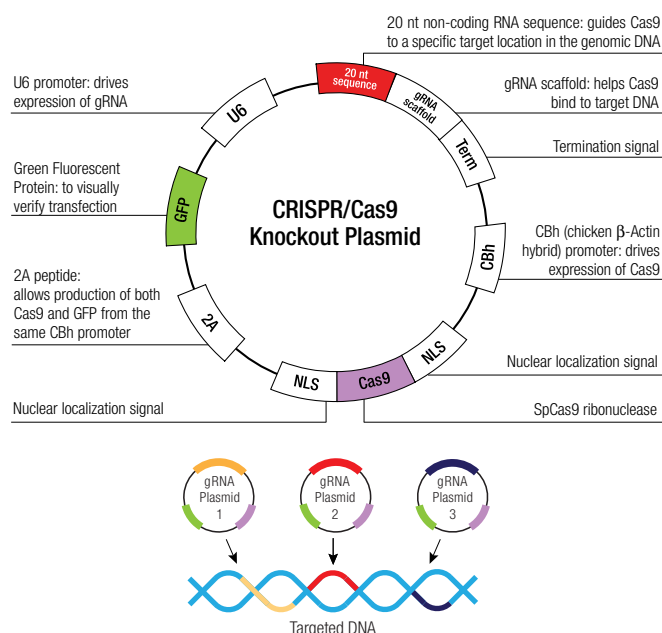 20 nt non-coding RNA sequence: guides Cas9
to a specific target location in the genomic DNA
U6 promoter: drives
expression of gRNA
gRNA scaffold: helps Cas9
bind to target DNA
Termination signal
Green Fluorescent
Protein: to visually
verify transfection
CBh (chicken β-Actin
hybrid) promoter: drives
expression of Cas9
2A peptide:
allows production of both
Cas9 and GFP from the
same CBh promoter
Nuclear localization signal
Nuclear localization signal
SpCas9 ribonuclease
20 nt
sequence
gRNA
scaffold
Term
CBh
NLS
Cas9
NLS
2A
GFP
U6
CRISPR/Cas9
Knockout Plasmid
gRNA
Plasmid
1
gRNA
Plasmid
2
gRNA
Plasmid
3
Targeted DNA